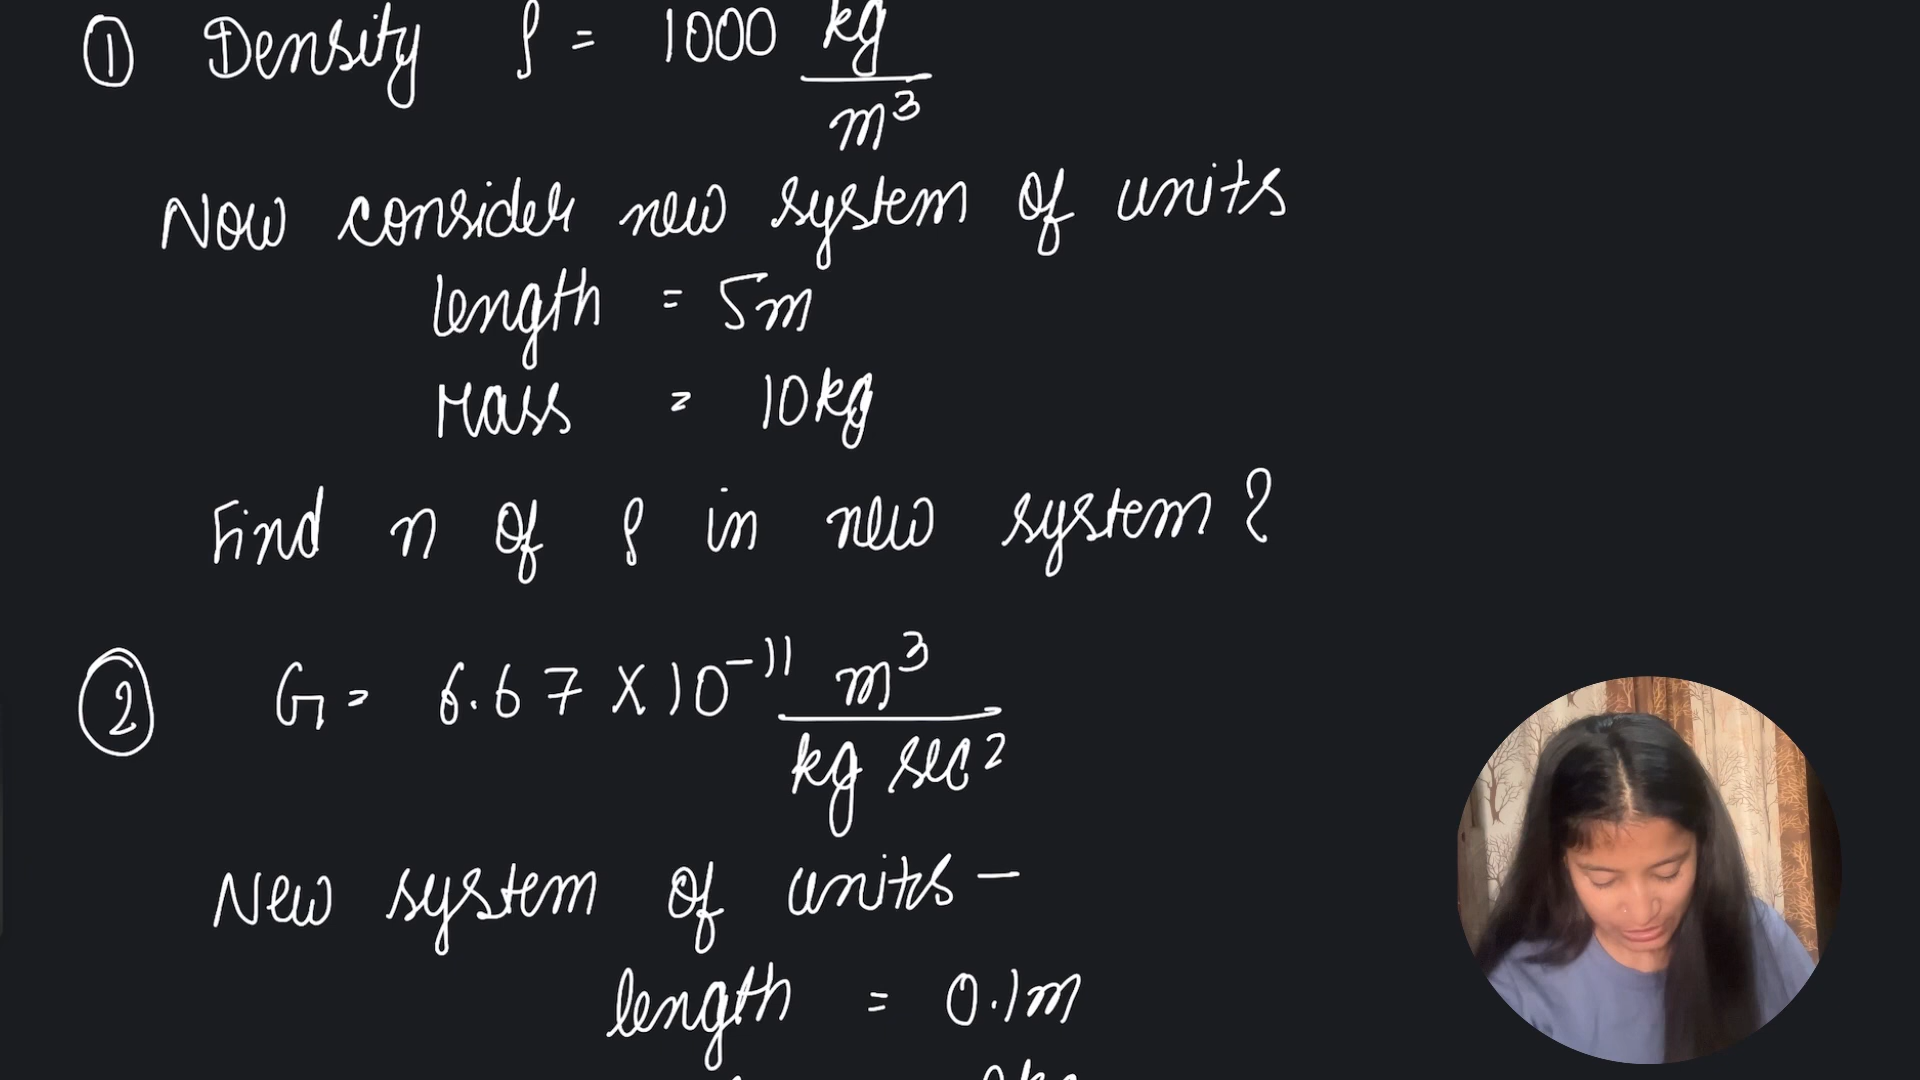 ① Density ρ = 1000 kg/m³
Now consider new system of units
length = 5m
Mass = 10kg
Find n of ρ in new system ?
② G = 6.67 × 10⁻¹¹ m³/kg sec²
New system of units –
length = 0.1m